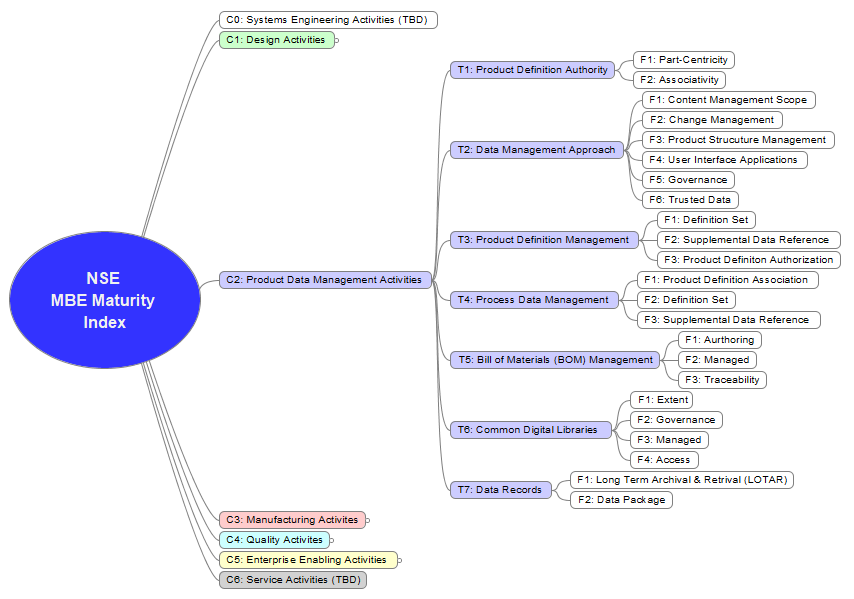 C0: Systems Engineering Activities (TBD)
C1: Design Activities
NSE
MBE Maturity
Index
C2: Product Data Management Activities
T1: Product Definition Authority
F1: Part-Centricity
F2: Associativity
T2: Data Management Approach
F1: Content Management Scope
F2: Change Management
F3: Product Strucuture Management
F4: User Interface Applications
F5: Governance
F6: Trusted Data
T3: Product Definition Management
F1: Definition Set
F2: Supplemental Data Reference
F3: Product Definiton Authorization
T4: Process Data Management
F1: Product Definition Association
F2: Definition Set
F3: Supplemental Data Reference
T5: Bill of Materials (BOM) Management
F1: Aurthoring
F2: Managed
F3: Traceability
T6: Common Digital Libraries
F1: Extent
F2: Governance
F3: Managed
F4: Access
T7: Data Records
F1: Long Term Archival & Retrival (LOTAR)
F2: Data Package
C3: Manufacturing Activites
C4: Quality Activites
C5: Enterprise Enabling Activities
C6: Service Activities (TBD)